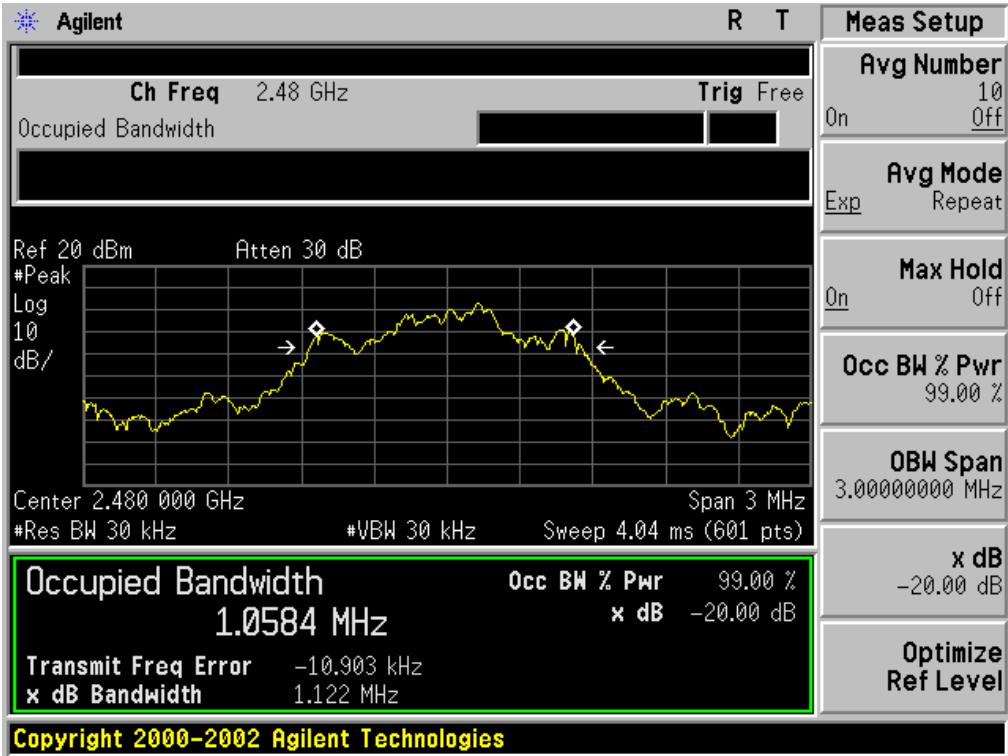 Agilent R T
Ch Freq 2.48 GHz Trig Free
Occupied Bandwidth
Ref 20 dBm Atten 30 dB
#Peak
Log
10
dB/
Center 2.480 000 GHz Span 3 MHz
#Res BW 30 kHz #VBW 30 kHz Sweep 4.04 ms (601 pts)
Occupied Bandwidth Occ BW % Pwr 99.00 %
1.0584 MHz x dB -20.00 dB
Transmit Freq Error -10.903 kHz
x dB Bandwidth 1.122 MHz
Copyright 2000-2002 Agilent Technologies
Meas Setup
Avg Number
10
On Off
Avg Mode
Exp Repeat
Max Hold
On Off
Occ BW % Pwr
99.00 %
OBW Span
3.00000000 MHz
x dB
-20.00 dB
Optimize
Ref Level